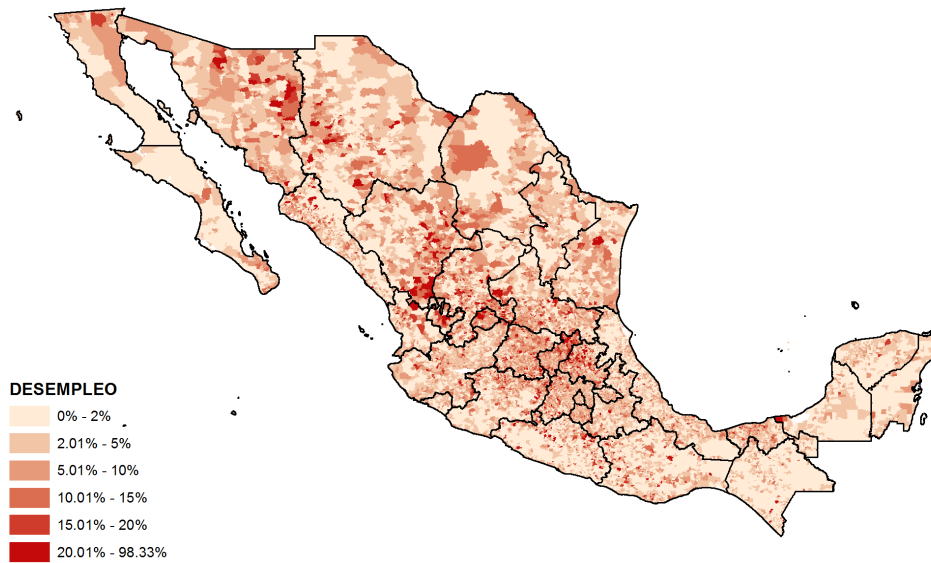 DESEMPLEO
0% - 2%
2.01% - 5%
5.01% - 10%
10.01% - 15%
15.01% - 20%
20.01% - 98.33%